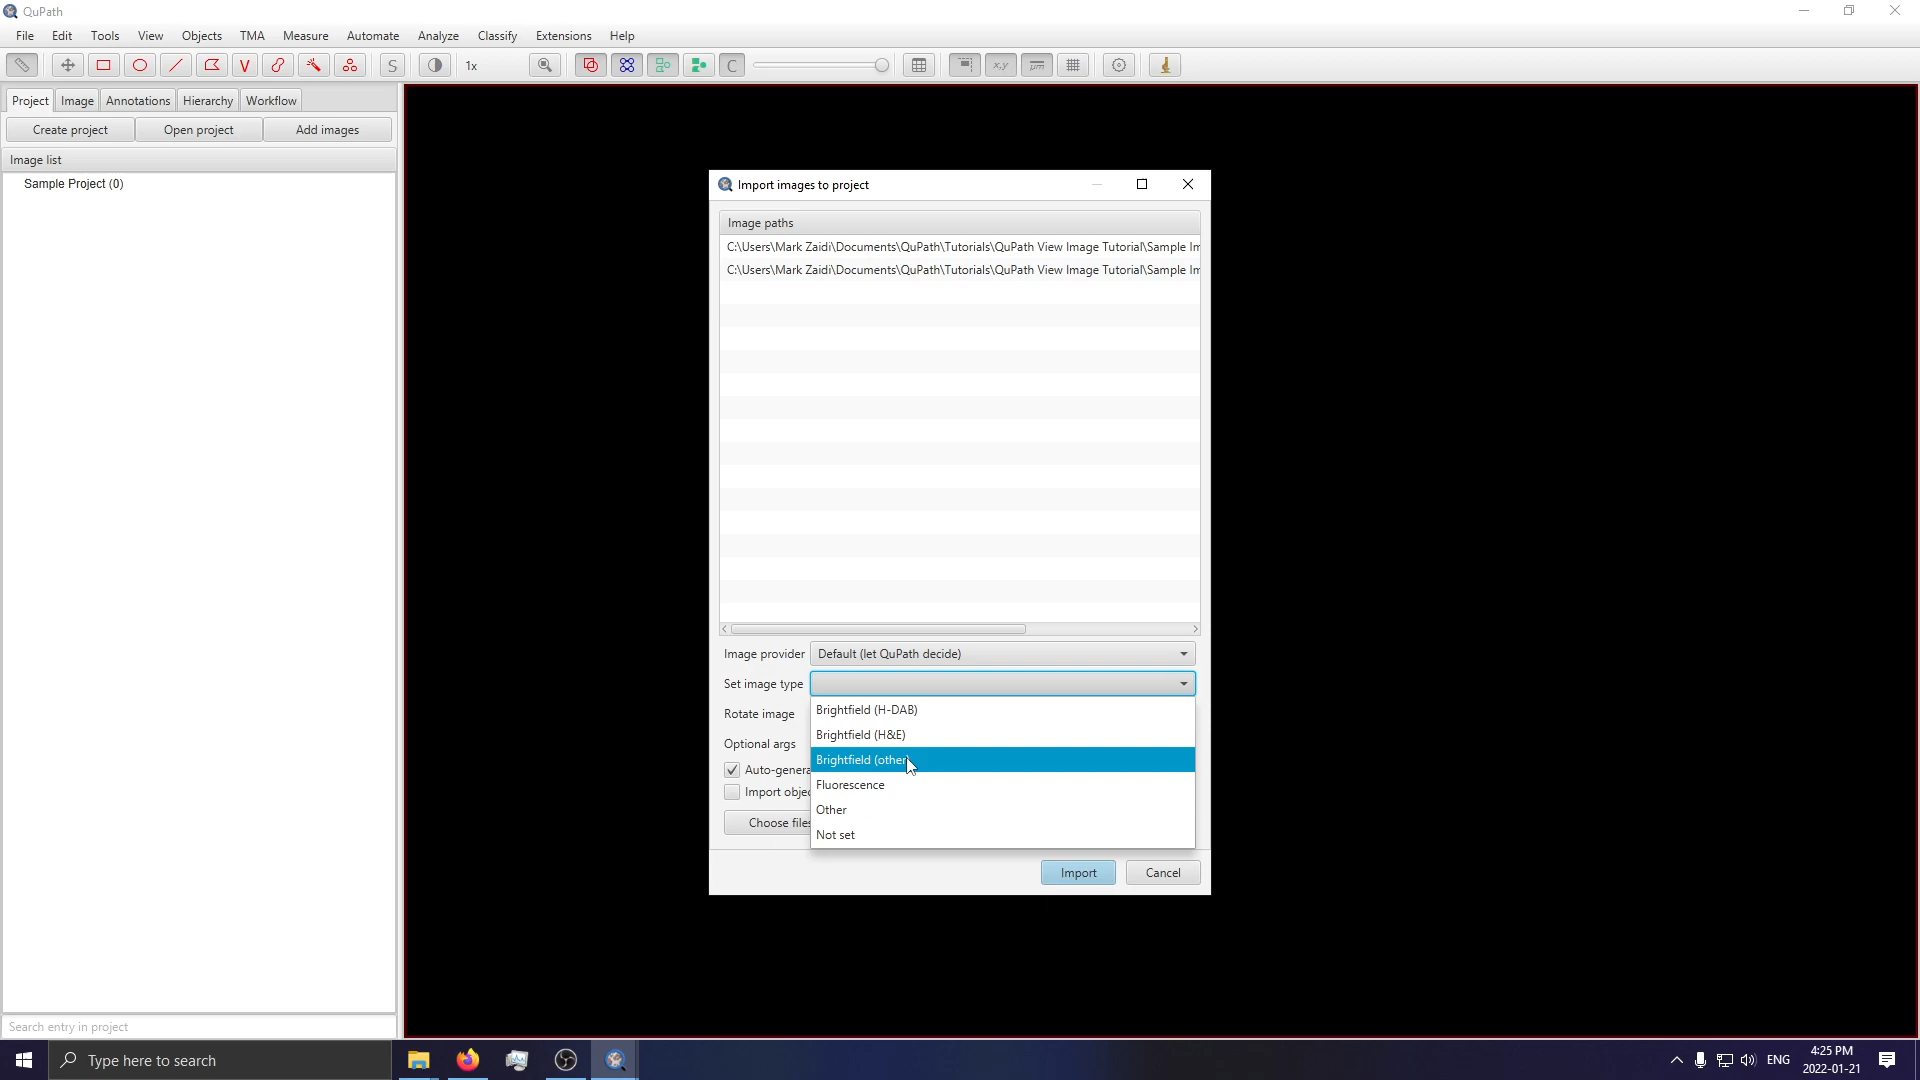 QuPath
File Edit Tools View Objects TMA Measure Automate Analyze Classify Extensions Help
V S 1x C x,y μm
Project Image Annotations Hierarchy Workflow
Create project Open project Add images
Image list
Sample Project (0)
Import images to project
Image paths
C:\Users\Mark Zaidi\Documents\QuPath\Tutorials\QuPath View Image Tutorial\Sample Im
C:\Users\Mark Zaidi\Documents\QuPath\Tutorials\QuPath View Image Tutorial\Sample Im
Image provider Default (let QuPath decide)
Set image type
Brightfield (H-DAB)
Rotate image
Brightfield (H&E)
Optional args
Brightfield (other)
Auto-genera
Fluorescence
Import objec
Other
Choose files
Not set
Import Cancel
Search entry in project
Type here to search
ENG
4:25 PM
2022-01-21